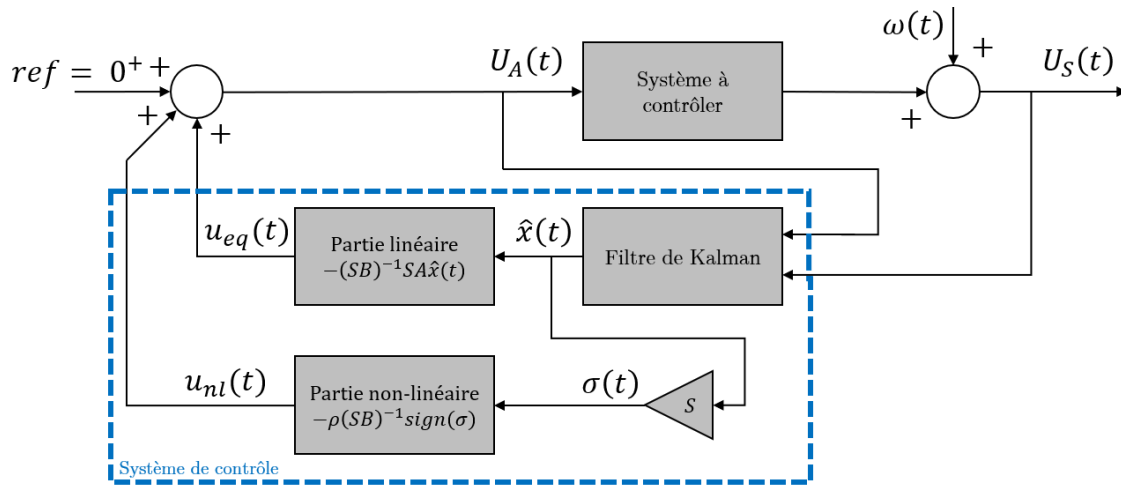 ω(t)
+
ref = 0⁺ +
U_A(t)
U_S(t)
Système à
contrôler
+
+
+
Partie linéaire
−(SB)⁻¹SAx̂(t)
u_eq(t)
x̂(t)
Filtre de Kalman
Partie non-linéaire
−ρ(SB)⁻¹sign(σ)
u_nl(t)
σ(t)
S
Système de contrôle